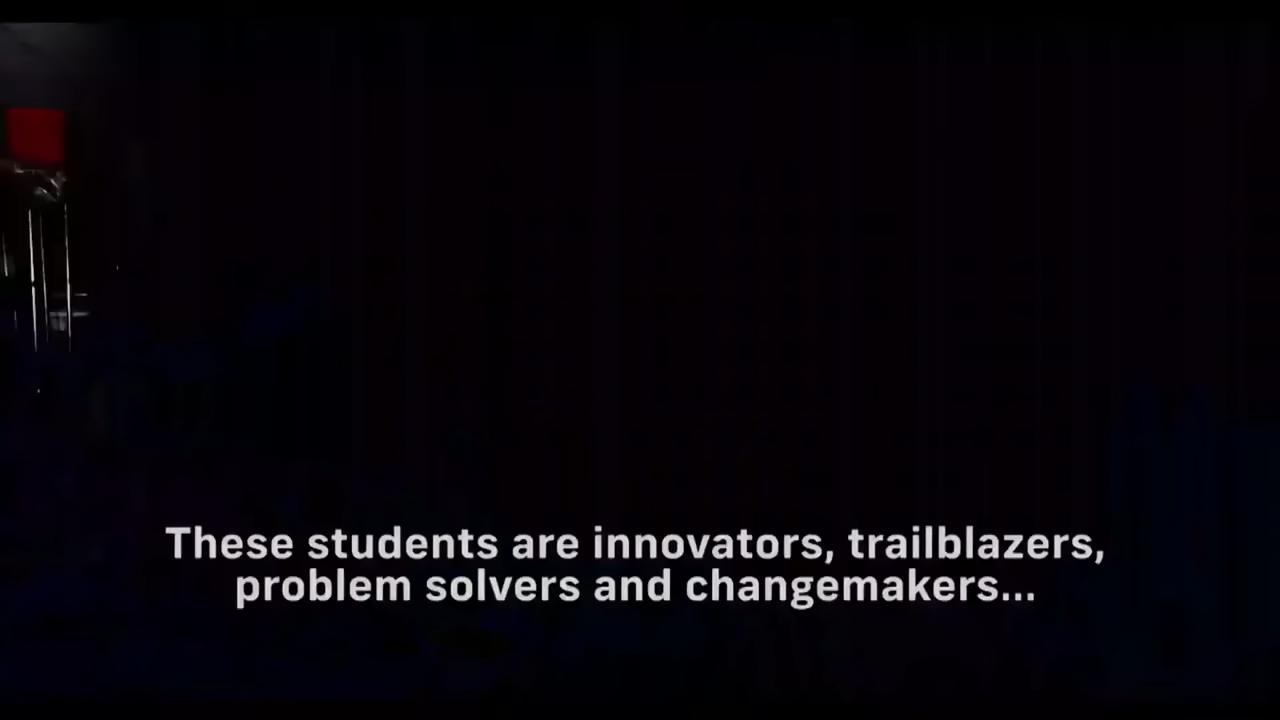 These students are innovators, trailblazers,
problem solvers and changemakers...